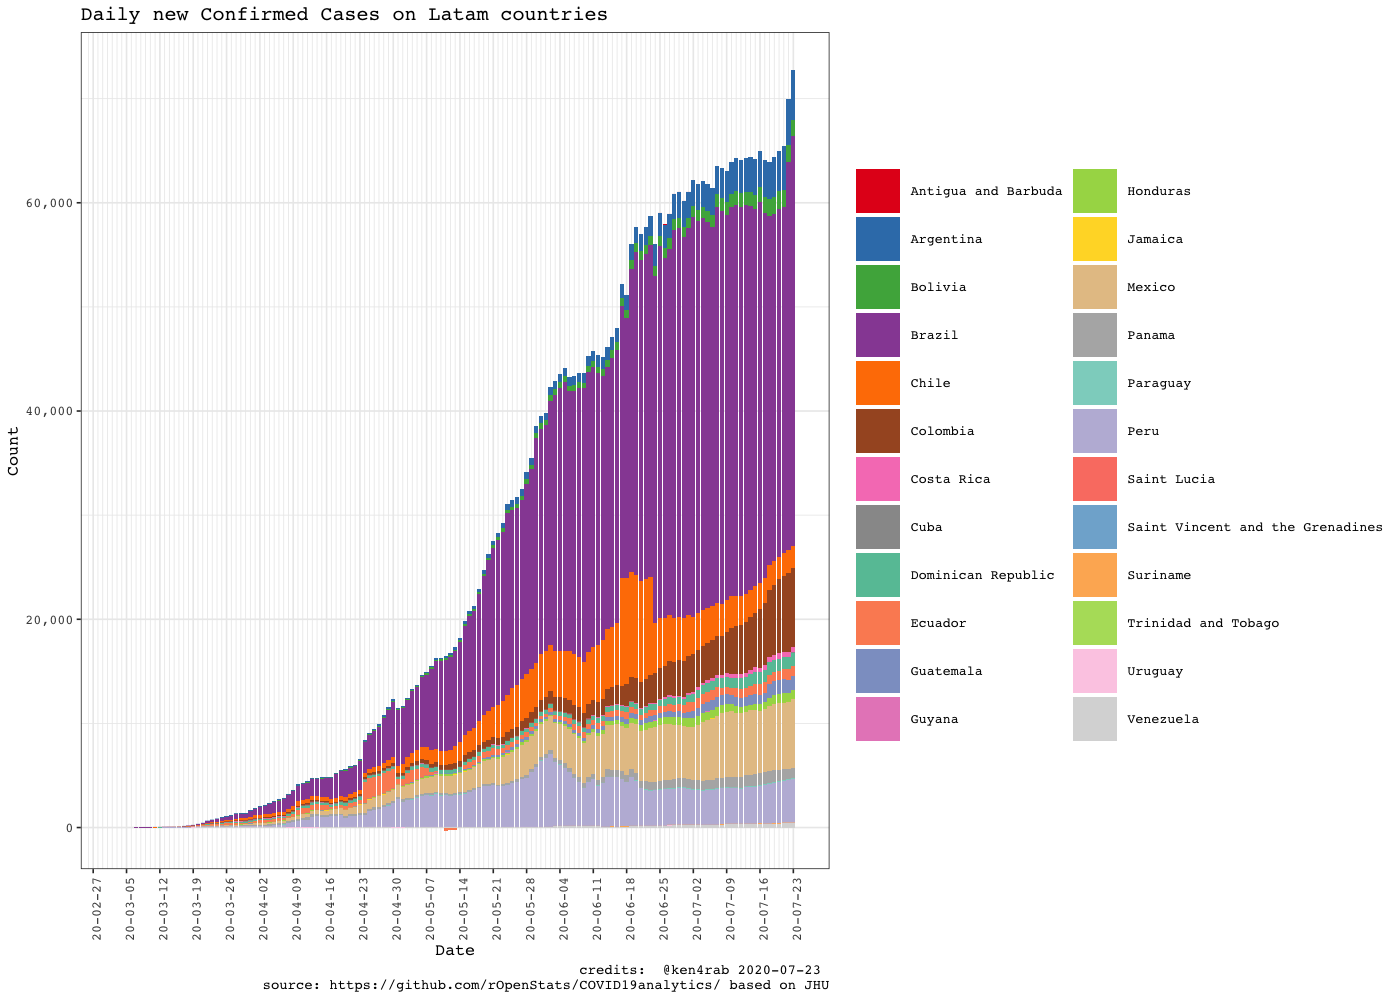 Daily new Confirmed Cases on Latam countries
Count
60,000
40,000
20,000
0
20-02-27
20-03-05
20-03-12
20-03-19
20-03-26
20-04-02
20-04-09
20-04-16
20-04-23
20-04-30
20-05-07
20-05-14
20-05-21
20-05-28
20-06-04
20-06-11
20-06-18
20-06-25
20-07-02
20-07-09
20-07-16
20-07-23
Date
Antigua and Barbuda
Argentina
Bolivia
Brazil
Chile
Colombia
Costa Rica
Cuba
Dominican Republic
Ecuador
Guatemala
Guyana
Honduras
Jamaica
Mexico
Panama
Paraguay
Peru
Saint Lucia
Saint Vincent and the Grenadines
Suriname
Trinidad and Tobago
Uruguay
Venezuela
credits:  @ken4rab 2020-07-23
source: https://github.com/rOpenStats/COVID19analytics/ based on JHU